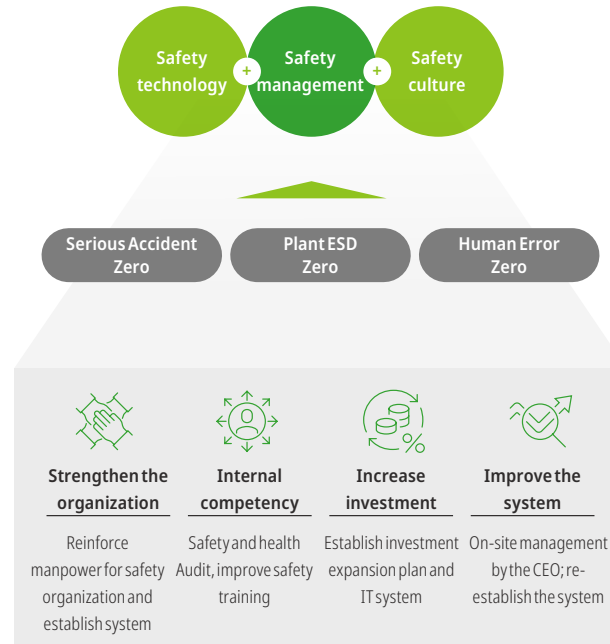 Safety
technology
+
Safety
management
+
Safety
culture
Serious Accident
Zero
Plant ESD
Zero
Human Error
Zero
%
Strengthen the
organization
Reinforce
manpower for safety
organization and
establish system
Internal
competency
Safety and health
Audit, improve safety
training
Increase
investment
Establish investment
expansion plan and
IT system
Improve the
system
On-site management
by the CEO; re-
establish the system